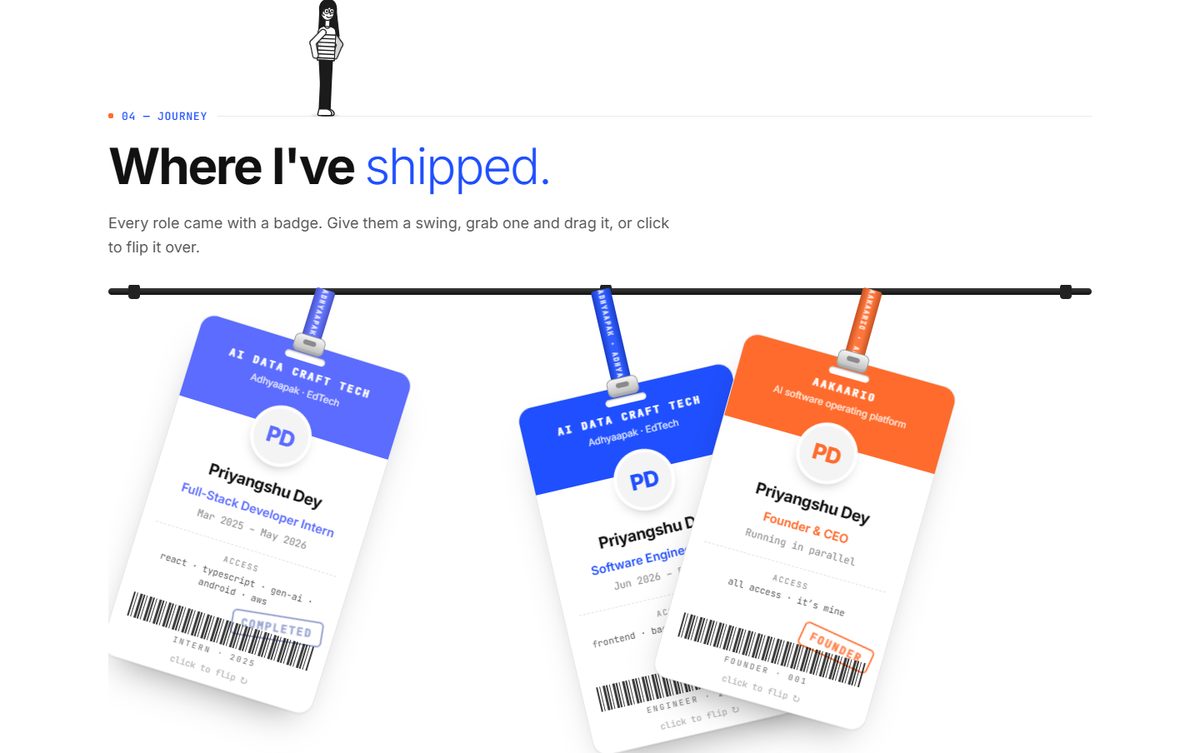 04 — JOURNEY
Where I've shipped.
Every role came with a badge. Give them a swing, grab one and drag it, or click
to flip it over.
ADHYAAPAK
AI DATA CRAFT TECH
Adhyaapak · EdTech
PD
Priyangshu Dey
Full-Stack Developer Intern
Mar 2025 – May 2026
ACCESS
react · typescript · gen-ai ·
android · aws
COMPLETED
INTERN · 2025
click to flip ↻
ADHYAAPAK · ADHYA
AI DATA CRAFT TECH
Adhyaapak · EdTech
PD
Priyangshu D
Software Engine
Jun 2026 –
AC
frontend · ba
ENGINEER ·
click to flip ↻
AAKAARIO · A
AAKAARIO
AI software operating platform
PD
Priyangshu Dey
Founder & CEO
Running in parallel
ACCESS
all access · it's mine
FOUNDER
FOUNDER · 001
click to flip ↻